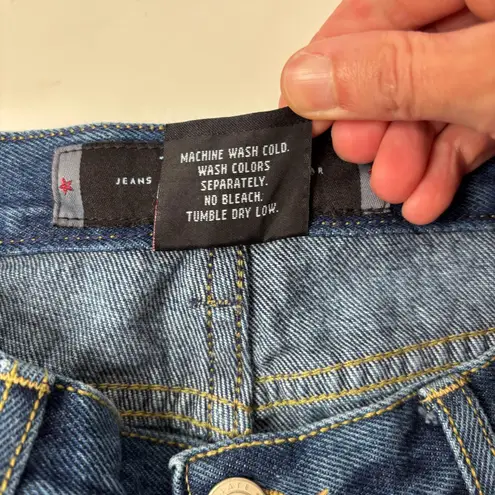 MACHINE WASH COLD.
WASH COLORS
SEPARATELY.
NO BLEACH.
TUMBLE DRY LOW.
JEANS